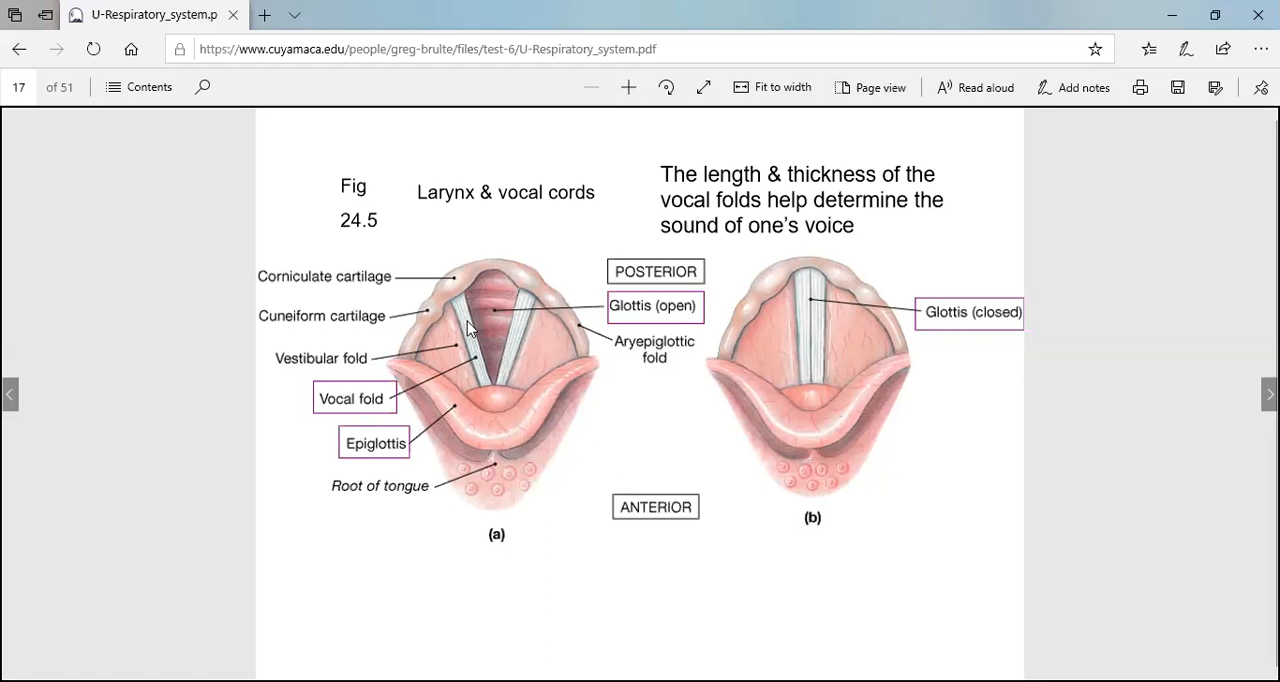 U-Respiratory_system.p
https://www.cuyamaca.edu/people/greg-brulte/files/test-6/U-Respiratory_system.pdf
17 of 51 Contents Fit to width Page view Read aloud Add notes
Fig
24.5
Larynx & vocal cords
The length & thickness of the
vocal folds help determine the
sound of one's voice
Corniculate cartilage
Cuneiform cartilage
Vestibular fold
Vocal fold
Epiglottis
Root of tongue
(a)
POSTERIOR
Glottis (open)
Aryepiglottic
fold
ANTERIOR
Glottis (closed)
(b)